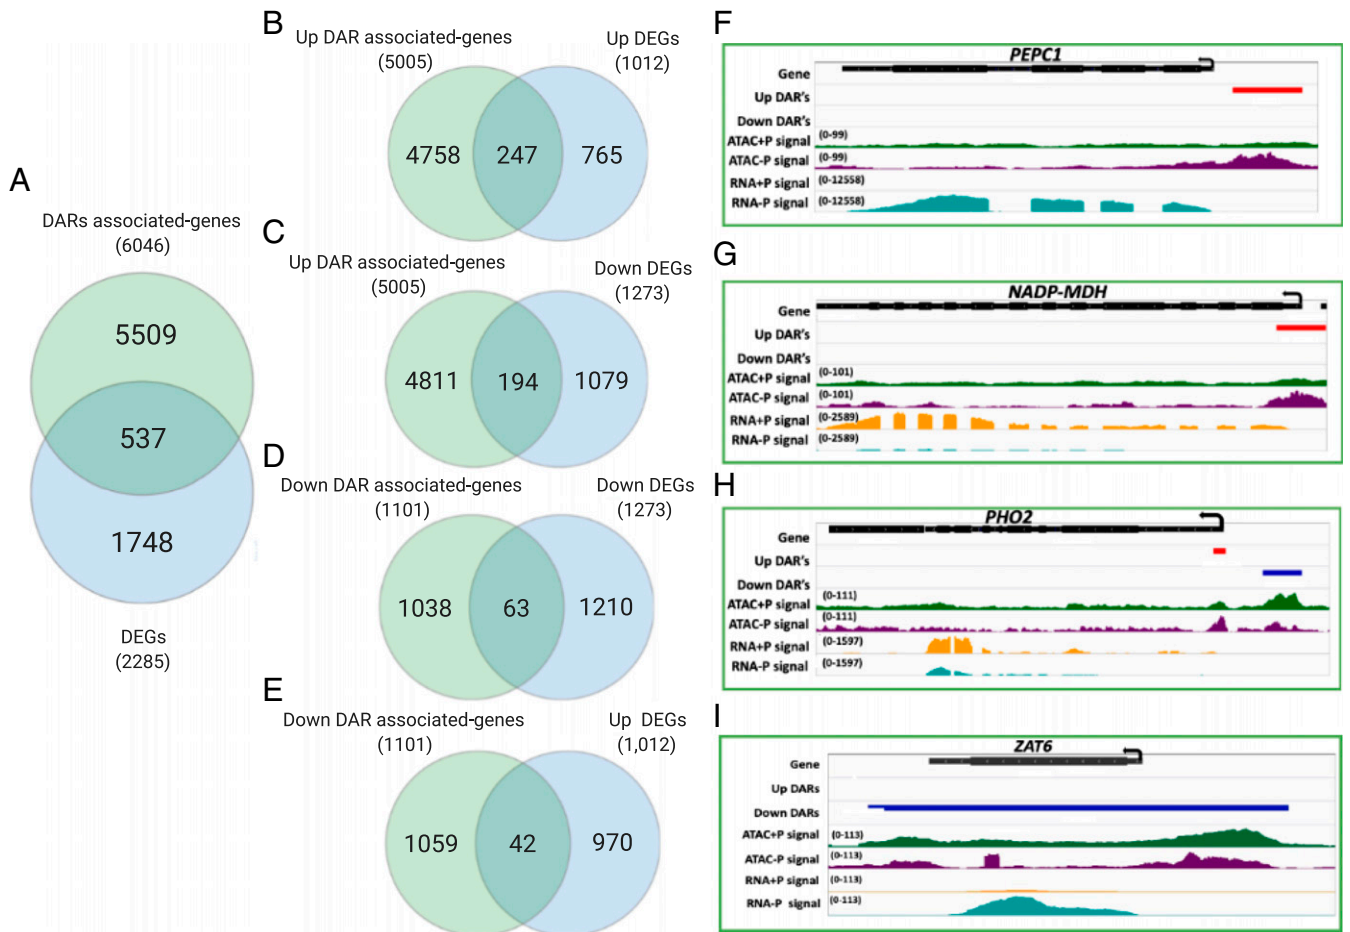 A
DARs associated-genes
(6046)
5509
537
1748
DEGs
(2285)
B
Up DAR associated-genes
(5005)
Up DEGs
(1012)
4758
247
765
C
Up DAR associated-genes
(5005)
Down DEGs
(1273)
4811
194
1079
D
Down DAR associated-genes
(1101)
Down DEGs
(1273)
1038
63
1210
E
Down DAR associated-genes
(1101)
Up DEGs
(1,012)
1059
42
970
F
PEPC1
Gene
Up DAR's
Down DAR's
ATAC+P signal (0-99)
ATAC-P signal (0-99)
RNA+P signal (0-12558)
RNA-P signal (0-12558)
G
NADP-MDH
Gene
Up DAR's
Down DAR's
ATAC+P signal (0-101)
ATAC-P signal (0-101)
RNA+P signal (0-2589)
RNA-P signal (0-2589)
H
PHO2
Gene
Up DAR's
Down DAR's
ATAC+P signal (0-111)
ATAC-P signal (0-111)
RNA+P signal (0-1597)
RNA-P signal (0-1597)
I
ZAT6
Gene
Up DARs
Down DARs
ATAC+P signal (0-113)
ATAC-P signal (0-113)
RNA+P signal (0-113)
RNA-P signal (0-113)